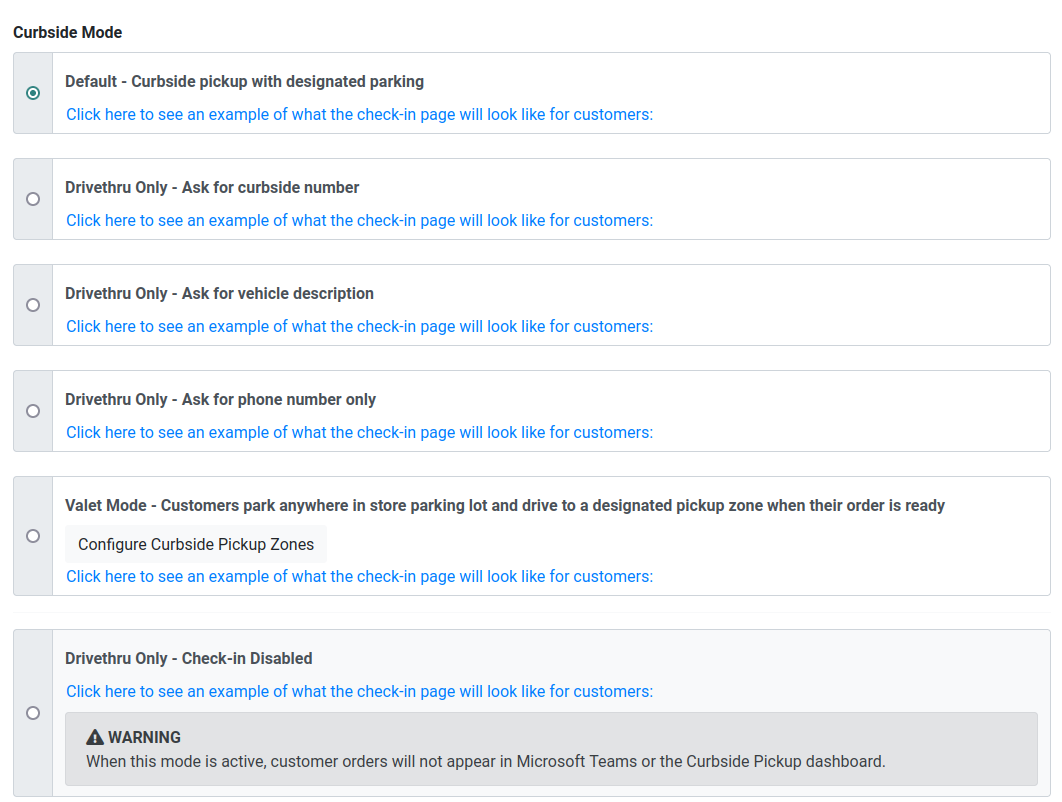 Curbside Mode
Default - Curbside pickup with designated parking
Click here to see an example of what the check-in page will look like for customers:
Drivethru Only - Ask for curbside number
Click here to see an example of what the check-in page will look like for customers:
Drivethru Only - Ask for vehicle description
Click here to see an example of what the check-in page will look like for customers:
Drivethru Only - Ask for phone number only
Click here to see an example of what the check-in page will look like for customers:
Valet Mode - Customers park anywhere in store parking lot and drive to a designated pickup zone when their order is ready
Configure Curbside Pickup Zones
Click here to see an example of what the check-in page will look like for customers:
Drivethru Only - Check-in Disabled
Click here to see an example of what the check-in page will look like for customers:
WARNING
When this mode is active, customer orders will not appear in Microsoft Teams or the Curbside Pickup dashboard.